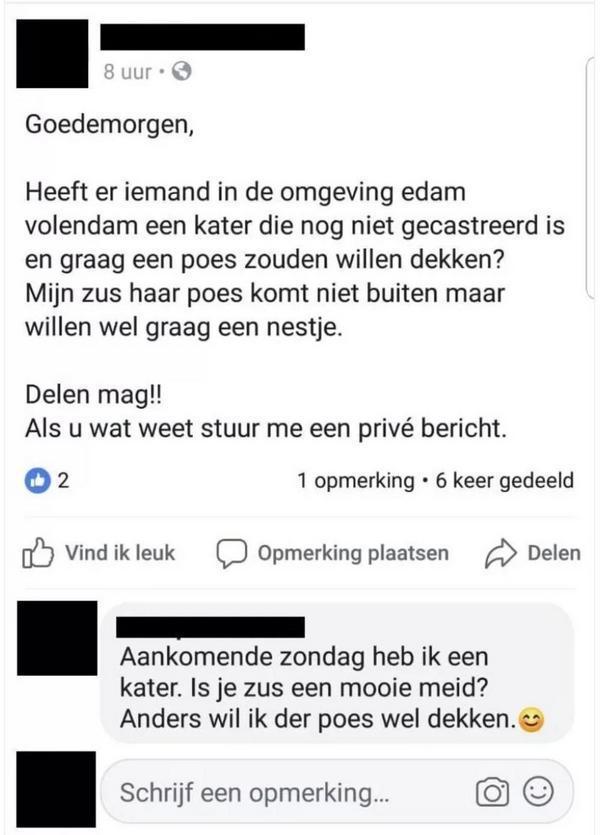 8 uur •
Goedemorgen,
Heeft er iemand in de omgeving edam
volendam een kater die nog niet gecastreerd is
en graag een poes zouden willen dekken?
Mijn zus haar poes komt niet buiten maar
willen wel graag een nestje.
Delen mag!!
Als u wat weet stuur me een privé bericht.
2
1 opmerking • 6 keer gedeeld
Vind ik leuk
Opmerking plaatsen
Delen
Aankomende zondag heb ik een
kater. Is je zus een mooie meid?
Anders wil ik der poes wel dekken.😊
Schrijf een opmerking...